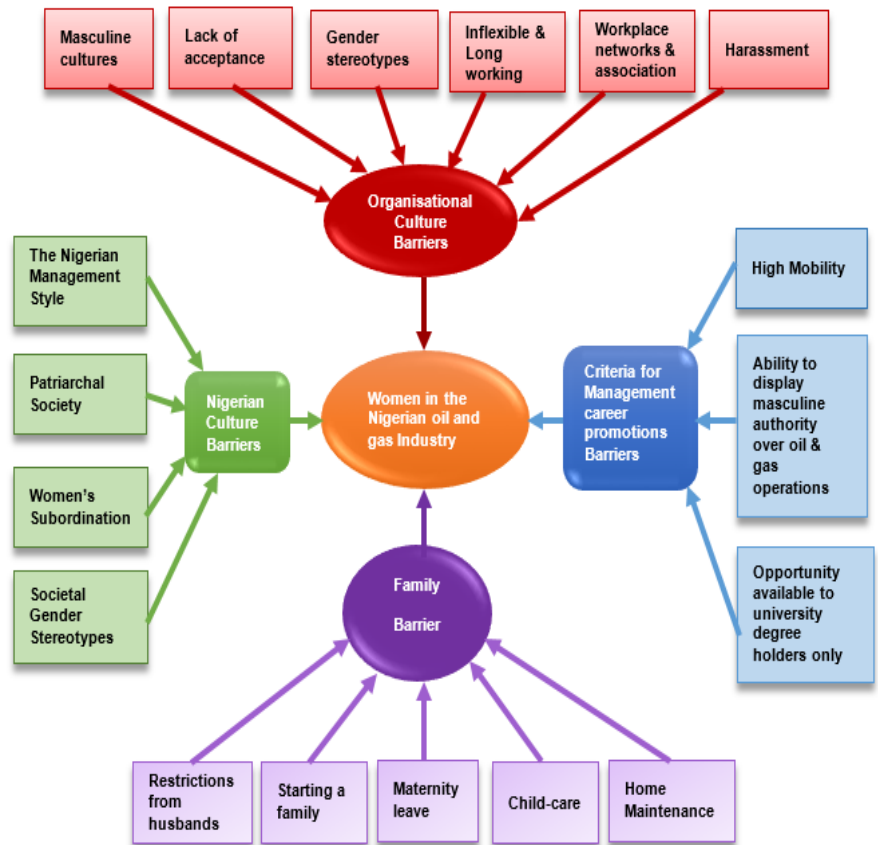 Masculine
cultures
Lack of
acceptance
Gender
stereotypes
Inflexible &
Long
working
Workplace
networks &
association
Harassment
Organisational
Culture
Barriers
The Nigerian
Management
Style
Patriarchal
Society
Women's
Subordination
Societal
Gender
Stereotypes
Nigerian
Culture
Barriers
Women in the
Nigerian oil and
gas Industry
Criteria for
Management
career
promotions
Barriers
High Mobility
Ability to
display
masculine
authority
over oil &
gas
operations
Opportunity
available to
university
degree
holders only
Family
Barrier
Restrictions
from
husbands
Starting a
family
Maternity
leave
Child-care
Home
Maintenance